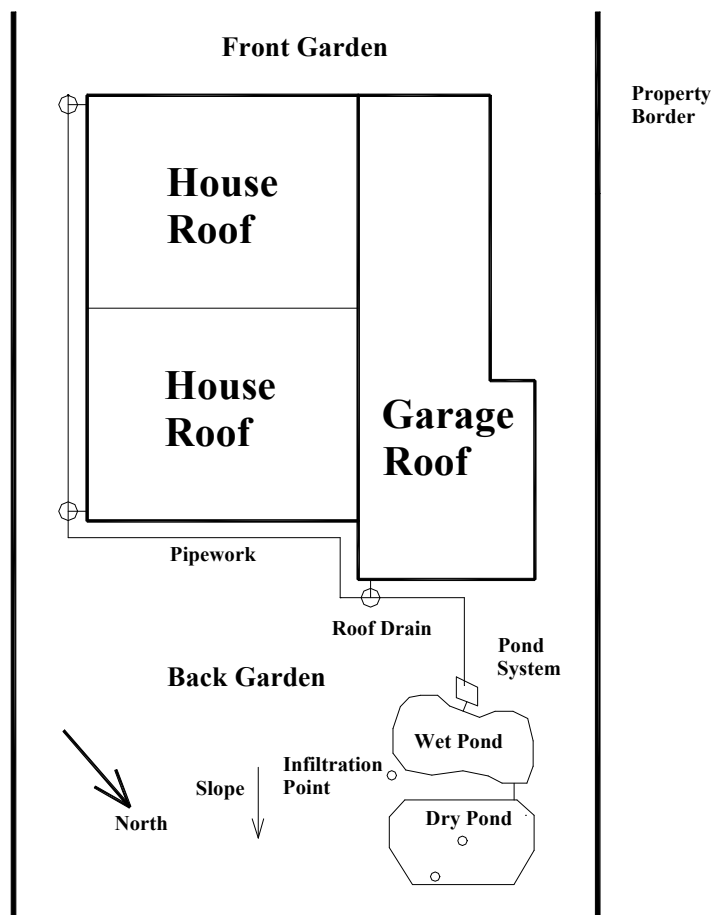 Front Garden
Property
Border
House
Roof
House
Roof
Garage
Roof
Pipework
Roof Drain
Pond
System
Back Garden
Wet Pond
Infiltration
Point
Slope
Dry Pond
North